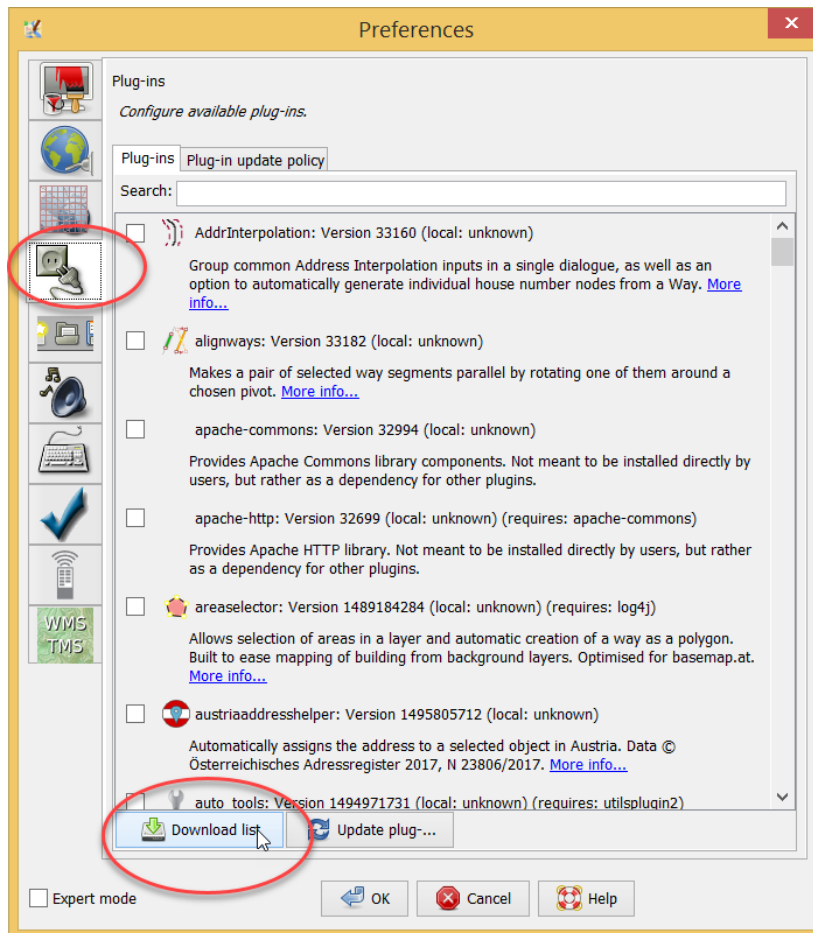 Preferences
Plug-ins
Configure available plug-ins.
Plug-ins Plug-in update policy
Search:
AddrInterpolation: Version 33160 (local: unknown)
Group common Address Interpolation inputs in a single dialogue, as well as an
option to automatically generate individual house number nodes from a Way. More
info...
alignways: Version 33182 (local: unknown)
Makes a pair of selected way segments parallel by rotating one of them around a
chosen pivot. More info...
apache-commons: Version 32994 (local: unknown)
Provides Apache Commons library components. Not meant to be installed directly by
users, but rather as a dependency for other plugins.
apache-http: Version 32699 (local: unknown) (requires: apache-commons)
Provides Apache HTTP library. Not meant to be installed directly by users, but rather
as a dependency for other plugins.
areaselector: Version 1489184284 (local: unknown) (requires: log4j)
Allows selection of areas in a layer and automatic creation of a way as a polygon.
Built to ease mapping of building from background layers. Optimised for basemap.at.
More info...
WMS
TMS
austriaaddresshelper: Version 1495805712 (local: unknown)
Automatically assigns the address to a selected object in Austria. Data ©
Österreichisches Adressregister 2017, N 23806/2017. More info...
auto_tools: Version 1494971731 (local: unknown) (requires: utilsplugin2)
Download list Update plug-...
Expert mode OK Cancel Help